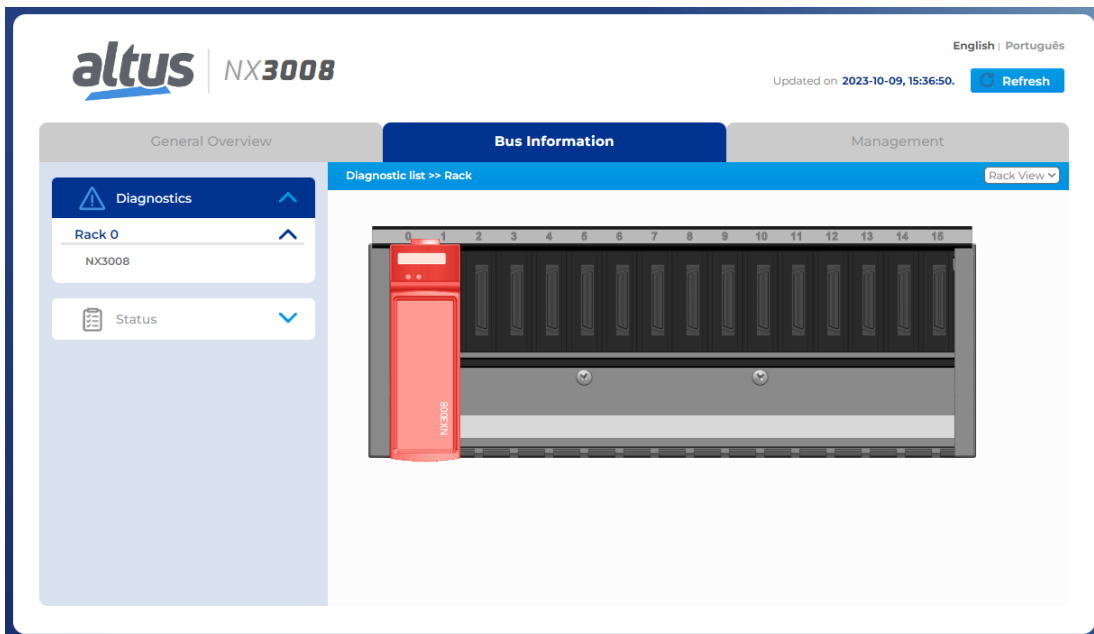 altus NX3008
English | Português
Updated on 2023-10-09, 15:36:50. Refresh
General Overview Bus Information Management
Diagnostics
Rack 0
NX3008
Status
Diagnostic list >> Rack Rack View
0 1 2 3 4 5 6 7 8 9 10 11 12 13 14 15
NX3008